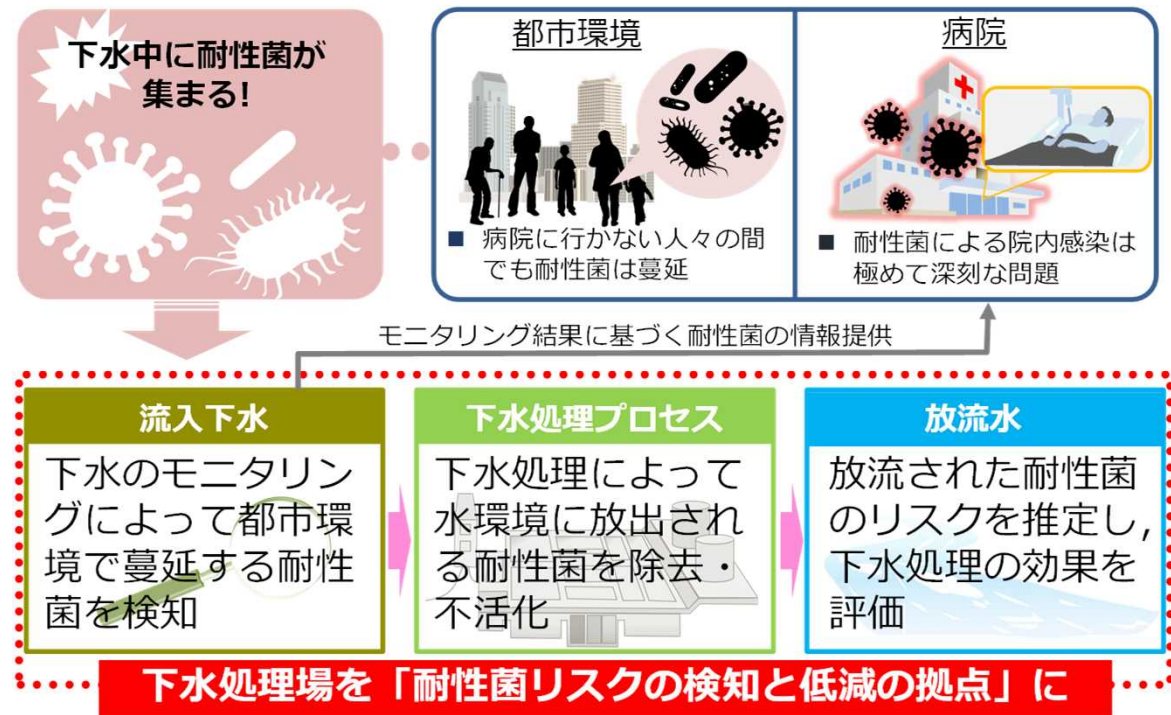 下水中に耐性菌が
集まる!
都市環境
■ 病院に行かない人々の間
でも耐性菌は蔓延
病院
■ 耐性菌による院内感染は
極めて深刻な問題
モニタリング結果に基づく耐性菌の情報提供
流入下水
下水のモニタリン
グによって都市環
境で蔓延する耐性
菌を検知
下水処理プロセス
下水処理によって
水環境に放出され
る耐性菌を除去・
不活化
放流水
放流された耐性菌
のリスクを推定し,
下水処理の効果を
評価
下水処理場を「耐性菌リスクの検知と低減の拠点」に